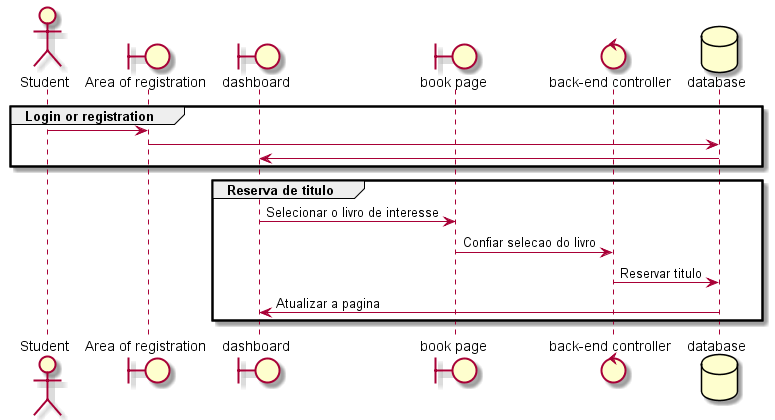 Student Area of registration dashboard book page back-end controller database
Login or registration
Reserva de titulo
Selecionar o livro de interesse
Confiar selecao do livro
Reservar titulo
Atualizar a pagina
Student Area of registration dashboard book page back-end controller database